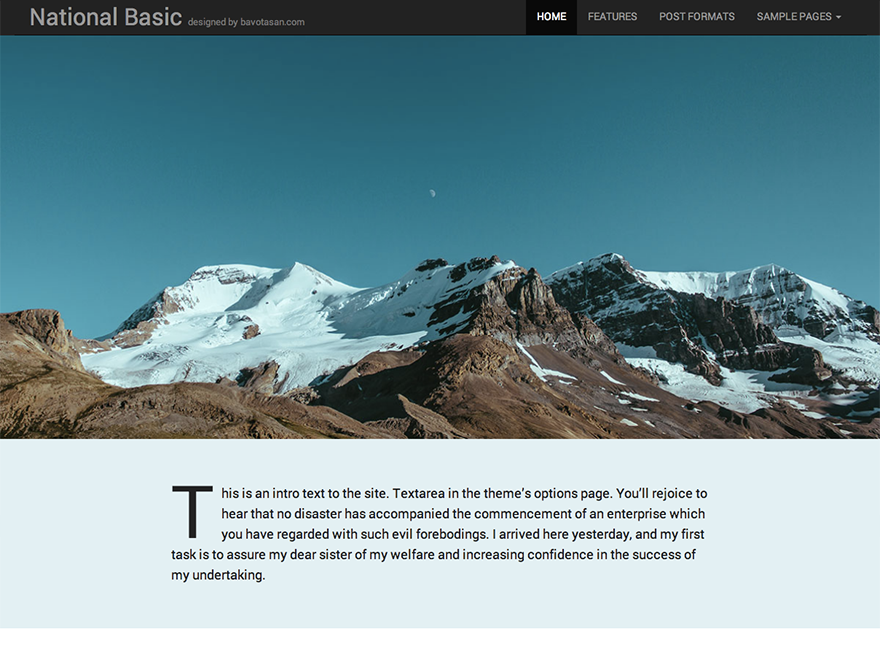 National Basic designed by bavotasan.com
HOME FEATURES POST FORMATS SAMPLE PAGES
This is an intro text to the site. Textarea in the theme's options page. You'll rejoice to
hear that no disaster has accompanied the commencement of an enterprise which
you have regarded with such evil forebodings. I arrived here yesterday, and my first
task is to assure my dear sister of my welfare and increasing confidence in the success of
my undertaking.